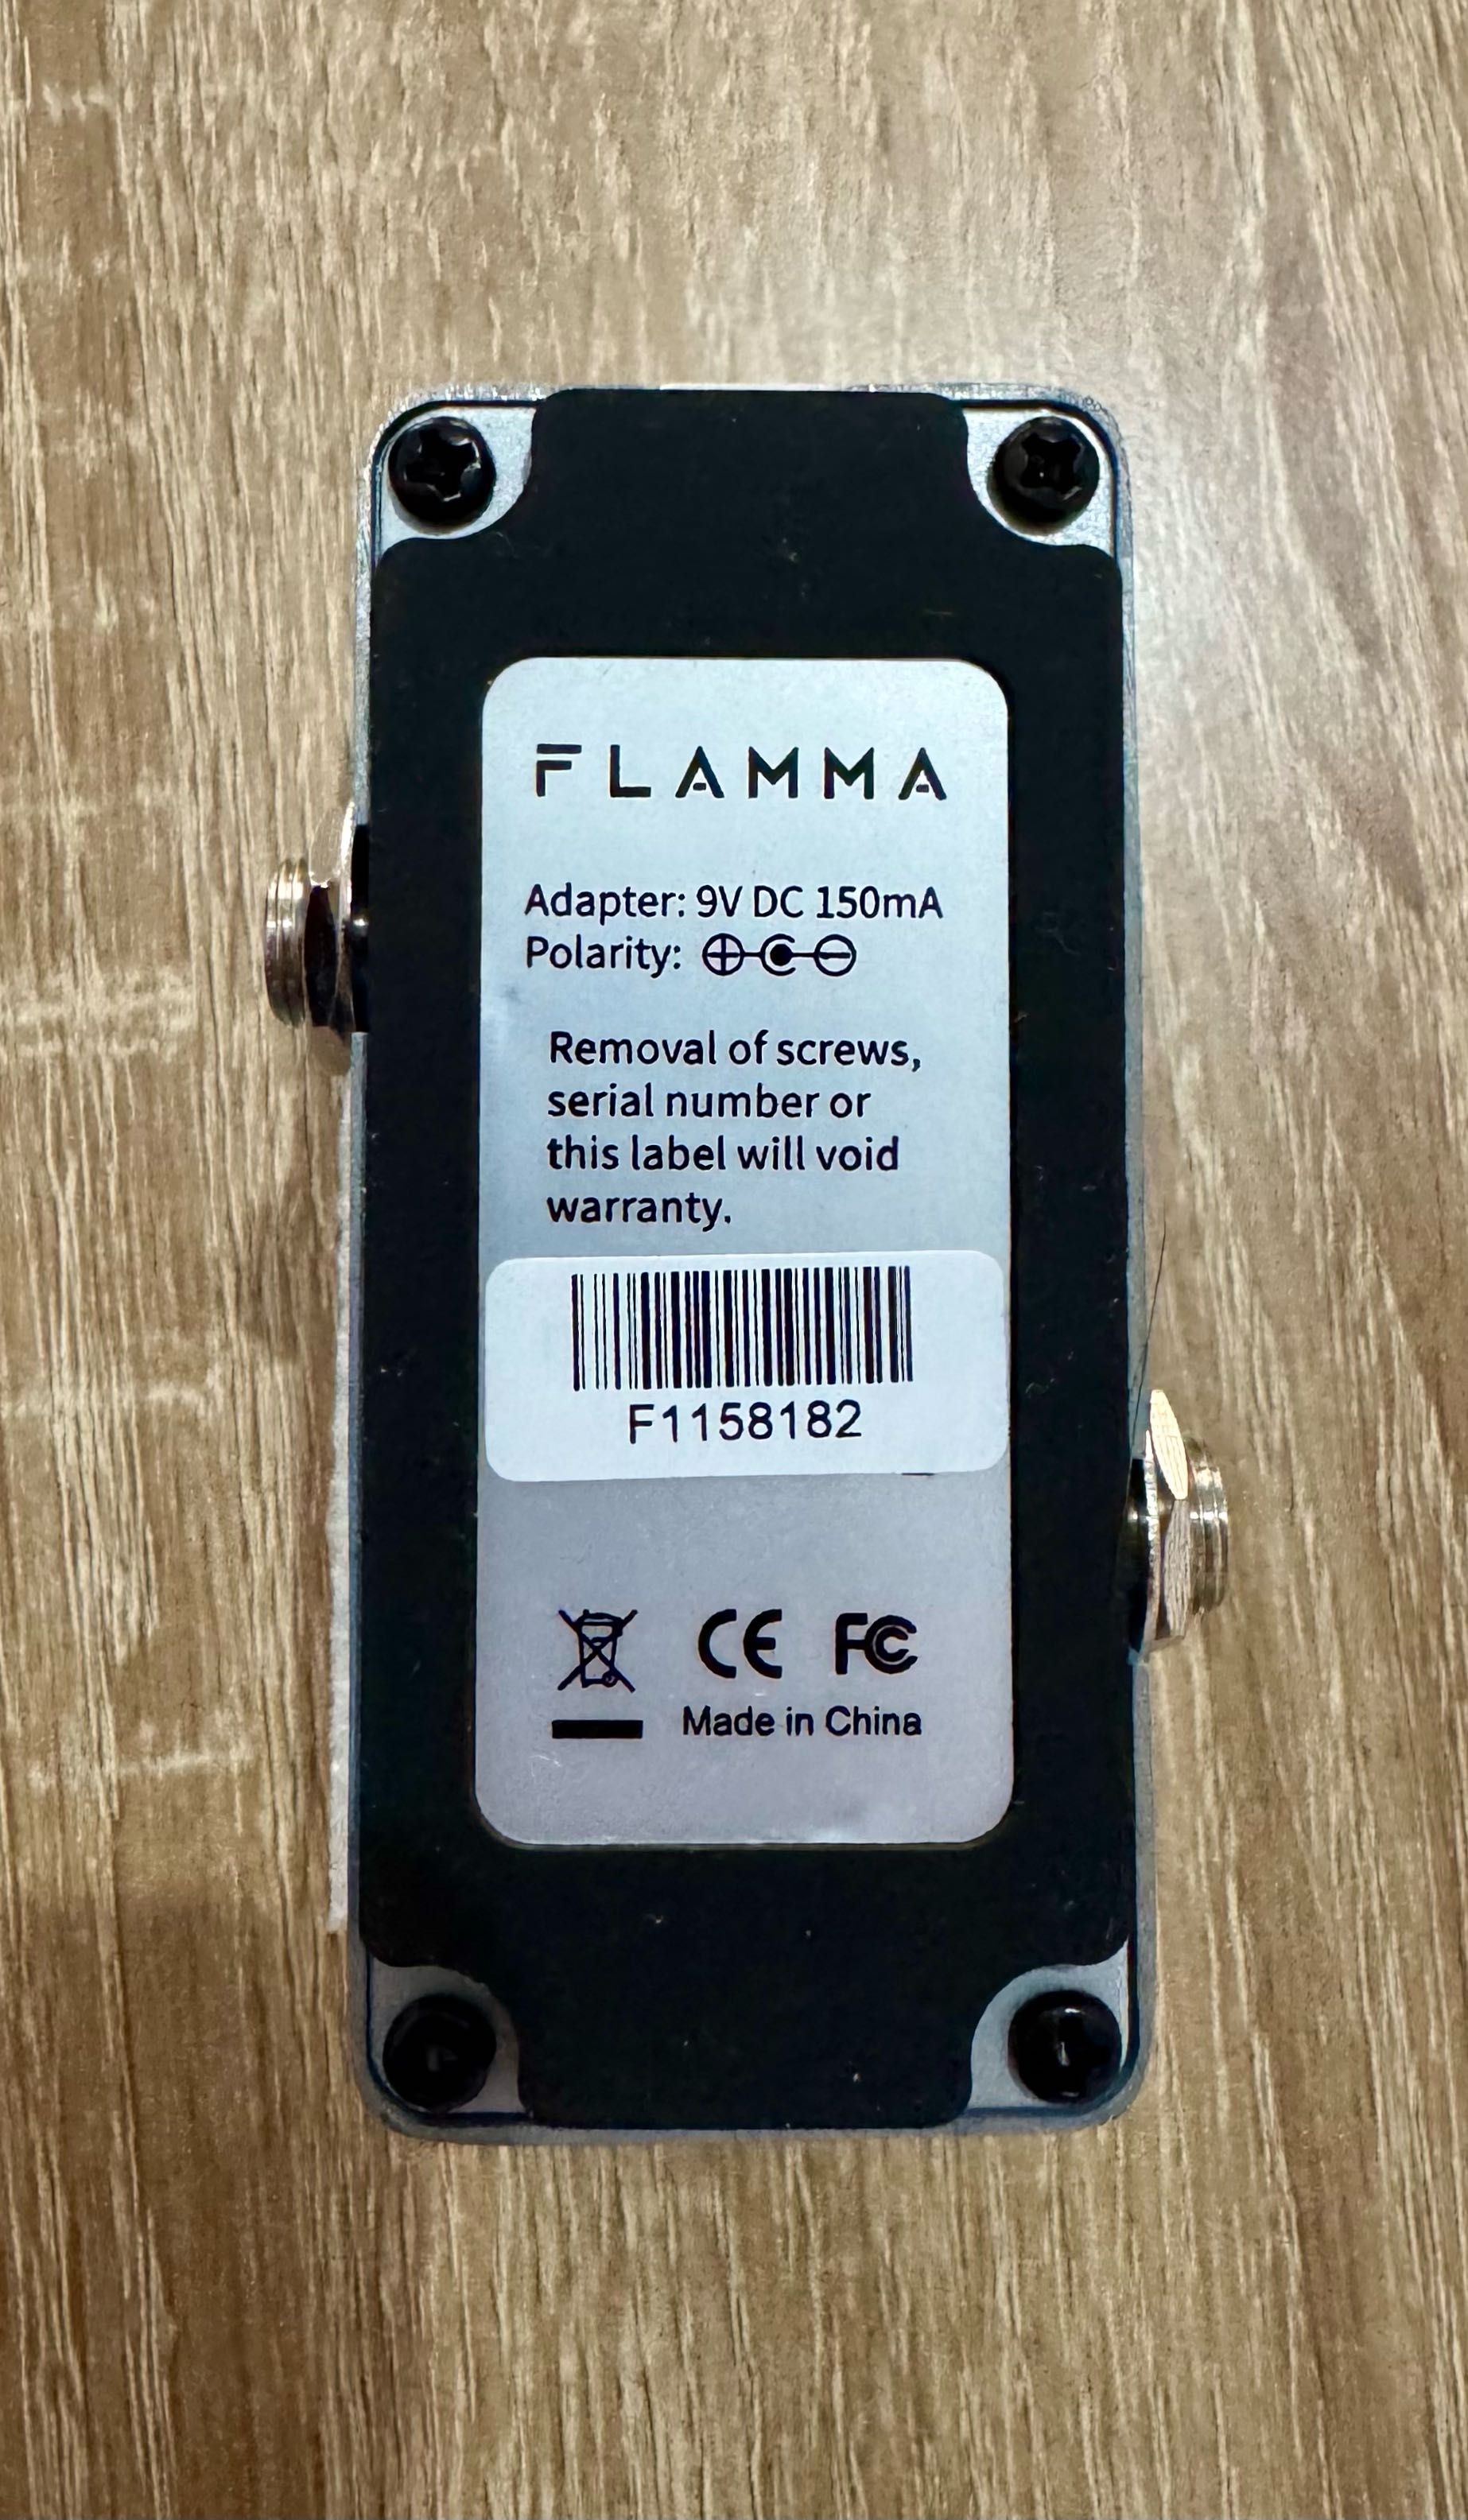 FLAMMA
Adapter: 9V DC 150mA
Polarity:
Removal of screws,
serial number or
this label will void
warranty.
F1158182
CE FC
Made in China